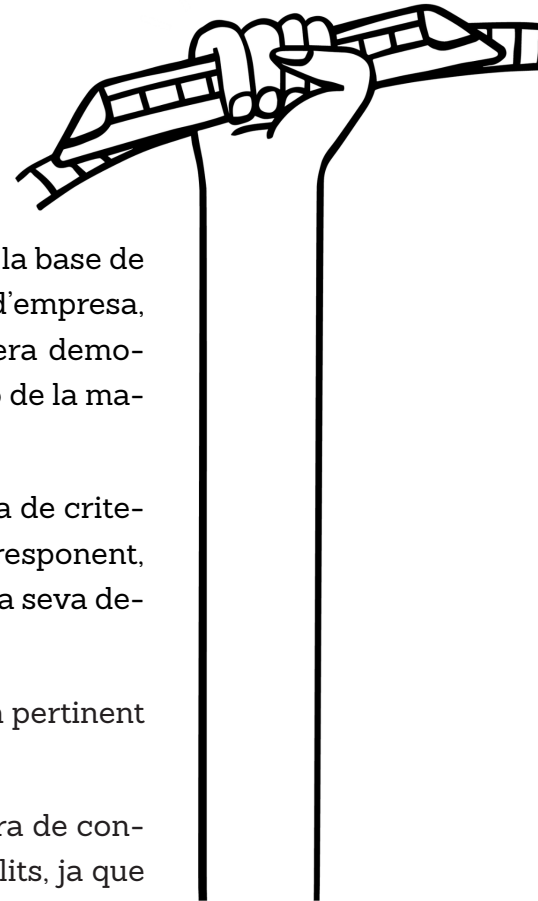 la base de
d’empresa,
era demo-
de la ma-
a de crite-
responent,
a seva de-
pertinent
ra de con-
lits, ja que